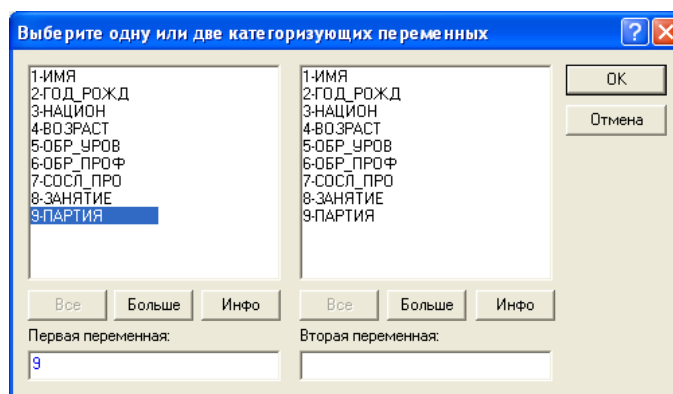 Выберите одну или две категоризующих переменных
1-ИМЯ
2-ГОД_РОЖД
3-НАЦИОН
4-ВОЗРАСТ
5-ОБР_УРОВ
6-ОБР_ПРОФ
7-СОСЛ_ПРО
8-ЗАНЯТИЕ
9-ПАРТИЯ
1-ИМЯ
2-ГОД_РОЖД
3-НАЦИОН
4-ВОЗРАСТ
5-ОБР_УРОВ
6-ОБР_ПРОФ
7-СОСЛ_ПРО
8-ЗАНЯТИЕ
9-ПАРТИЯ
OK
Отмена
Все Больше Инфо
Все Больше Инфо
Первая переменная:
9
Вторая переменная: